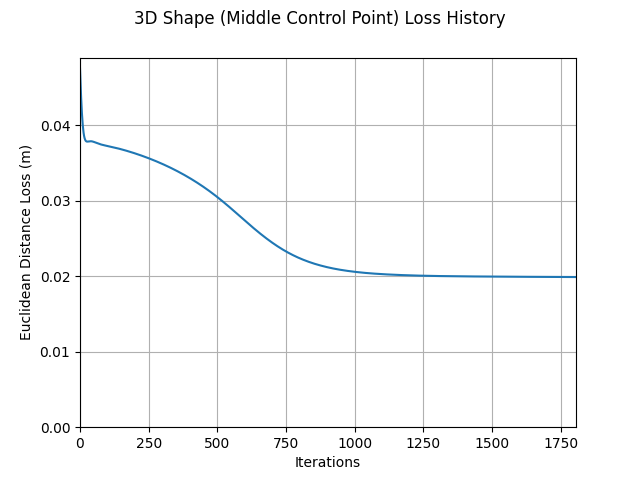 3D Shape (Middle Control Point) Loss History
Euclidean Distance Loss (m)
0.04
0.03
0.02
0.01
0.00
0 250 500 750 1000 1250 1500 1750
Iterations